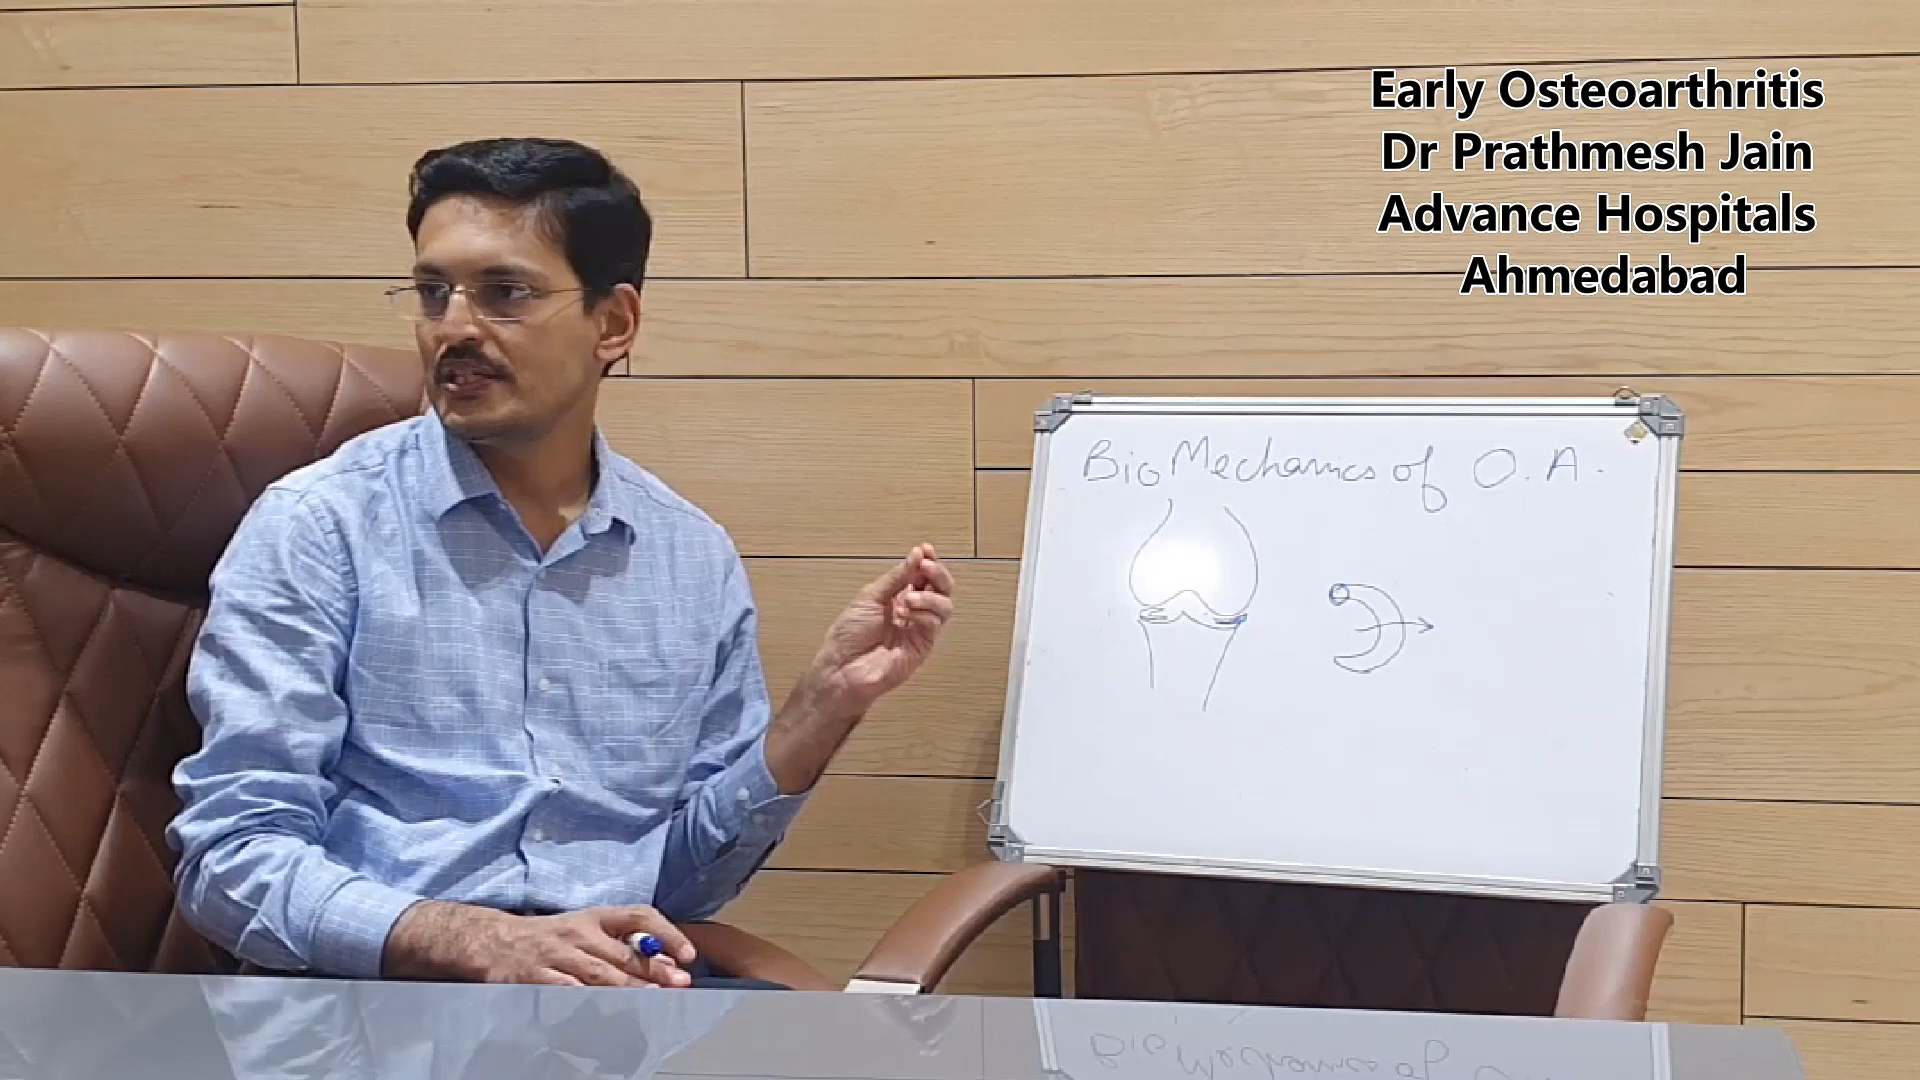 Early Osteoarthritis
Dr Prathmesh Jain
Advance Hospitals
Ahmedabad
BioMechanics of O.A.